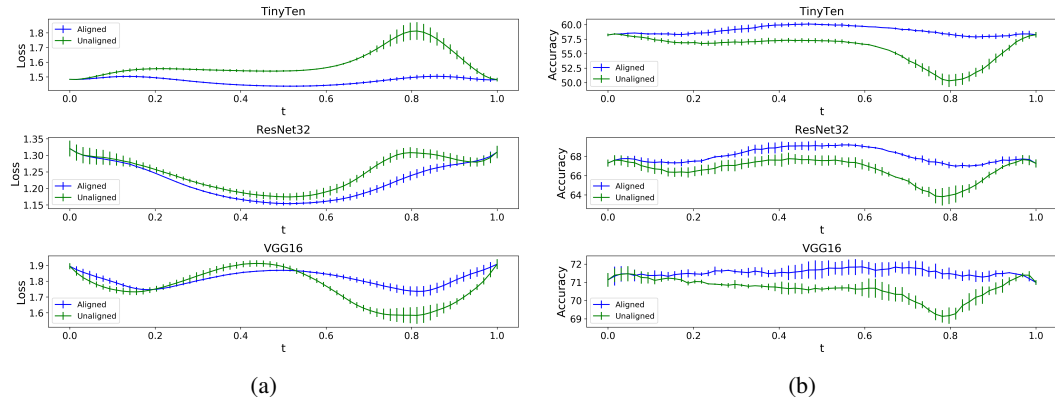 TinyTen
Loss
1.8
1.7
1.6
1.5
Aligned
Unaligned
0.0 0.2 0.4 0.6 0.8 1.0
t
ResNet32
Loss
1.35
1.30
1.25
1.20
1.15
Aligned
Unaligned
0.0 0.2 0.4 0.6 0.8 1.0
t
VGG16
Loss
1.9
1.8
1.7
1.6
Aligned
Unaligned
0.0 0.2 0.4 0.6 0.8 1.0
t
(a)
TinyTen
Accuracy
60.0
57.5
55.0
52.5
50.0
Aligned
Unaligned
0.0 0.2 0.4 0.6 0.8 1.0
t
ResNet32
Accuracy
68
66
64
Aligned
Unaligned
0.0 0.2 0.4 0.6 0.8 1.0
t
VGG16
Accuracy
72
71
70
69
Aligned
Unaligned
0.0 0.2 0.4 0.6 0.8 1.0
t
(b)